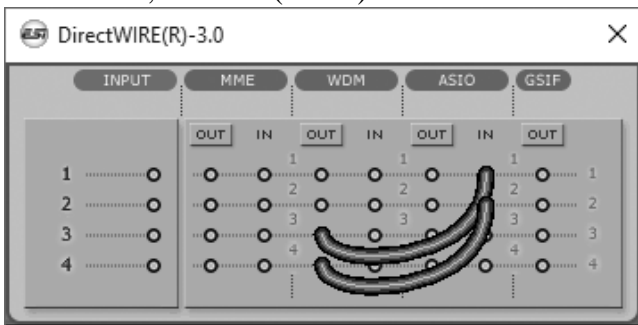 ESI DirectWIRE(R)-3.0
INPUT MME WDM ASIO GSIF
OUT IN OUT IN OUT IN OUT
1 1 1 1 1
2 2 2 2 2
3 3 3 3 3
4 4 4 4